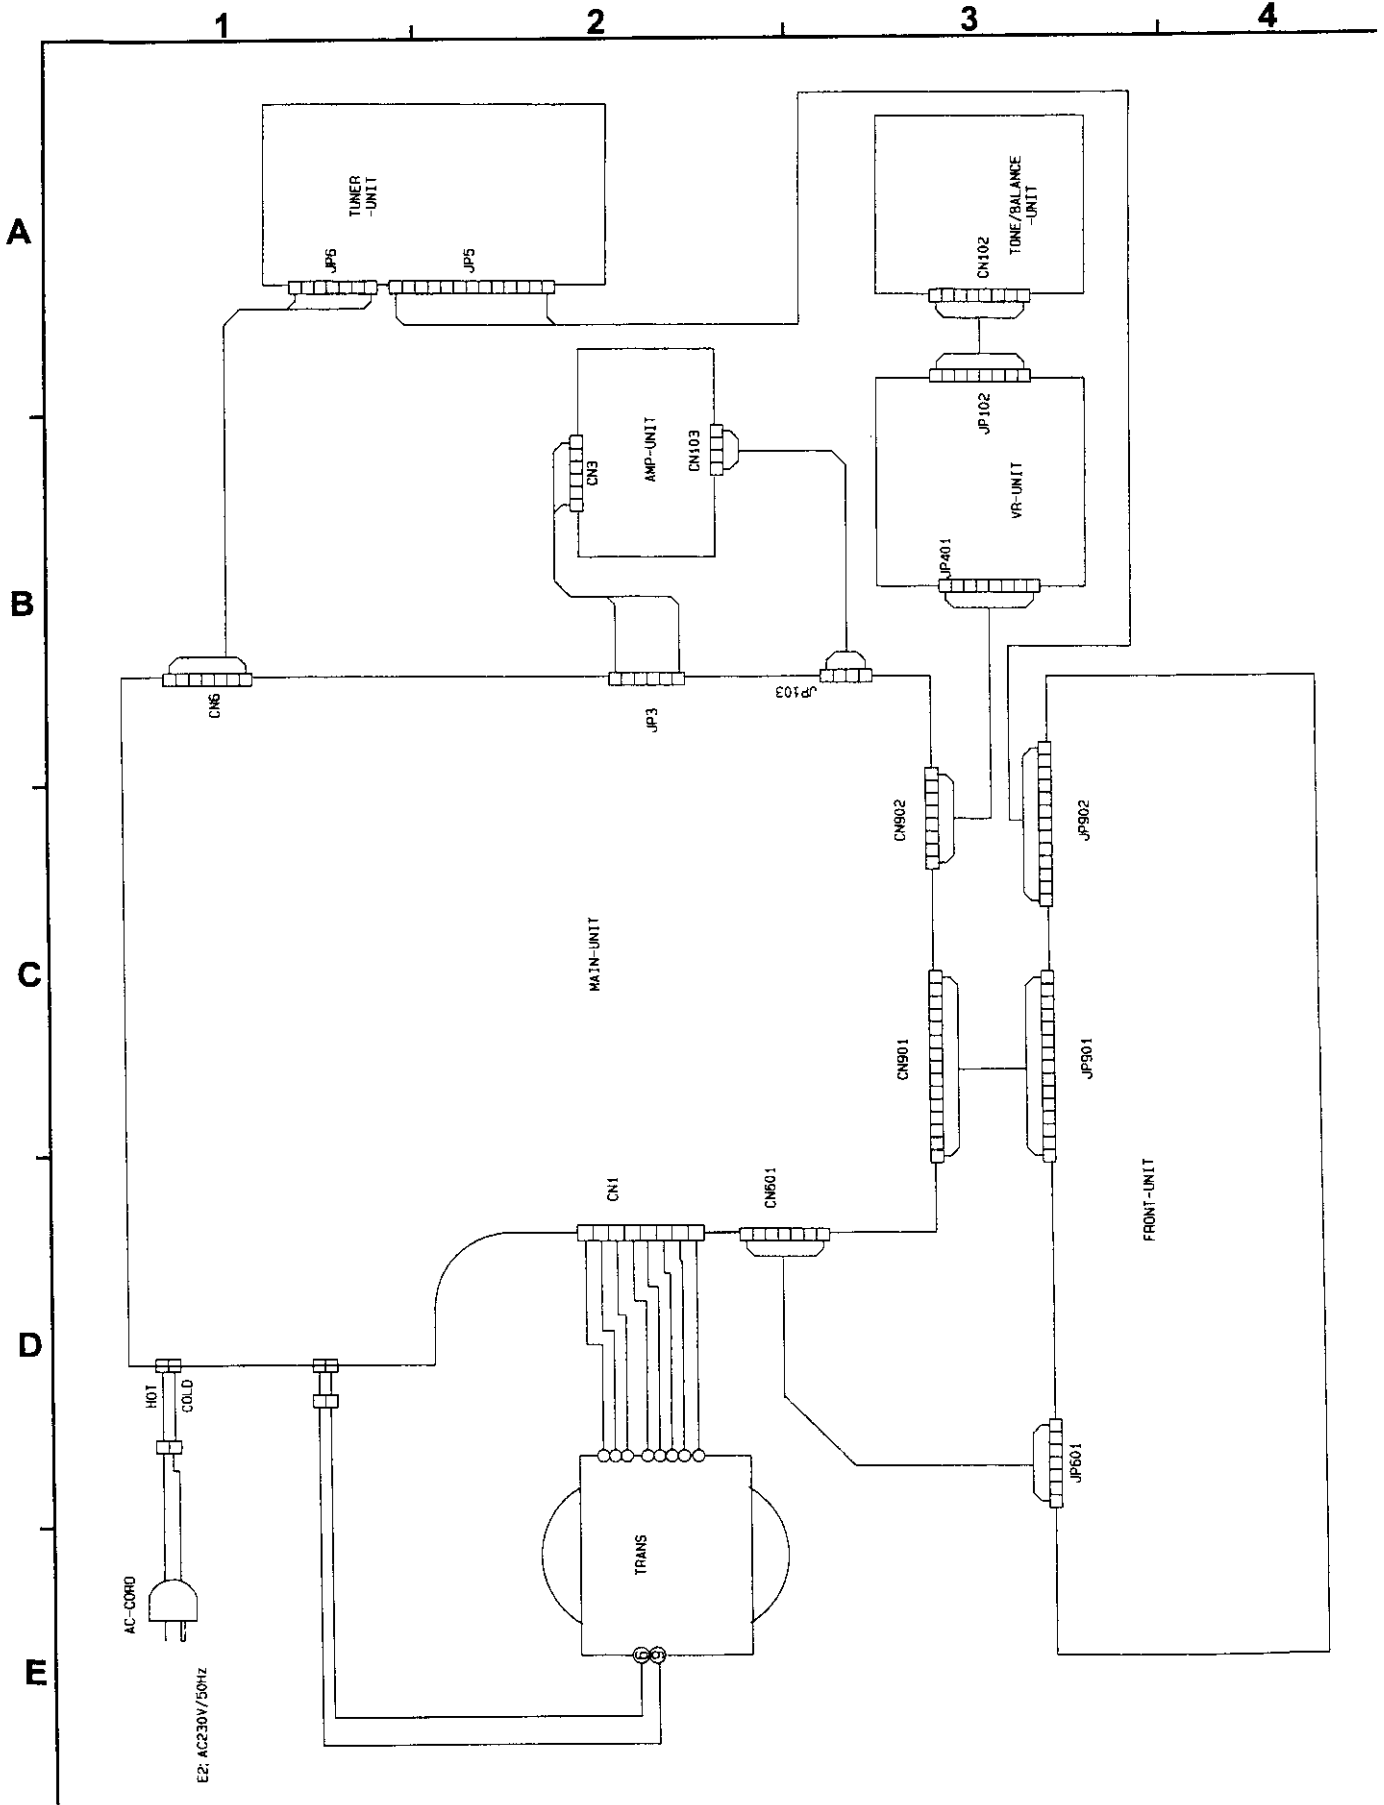 1
2
3
4
A
B
C
D
E
TUNER
-UNIT
JP6
JP5
TONE/BALANCE
-UNIT
CN102
JP102
VR-UNIT
JP401
CN3
AMP-UNIT
CN103
CN6
JP3
JP103
CN902
JP902
MAIN-UNIT
CN901
JP901
CN1
CN601
FRONT-UNIT
HOT
COLD
JP601
TRANS
AC-CORD
E2; AC230V/50Hz